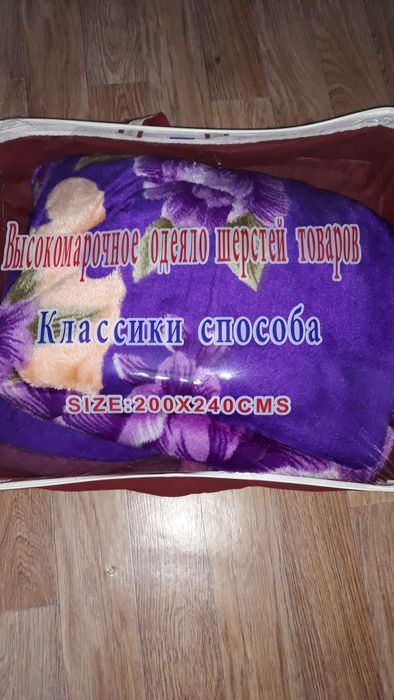 Высокомарочное одеяло шерстей товаров
Классики способа
SIZE:200X240CMS